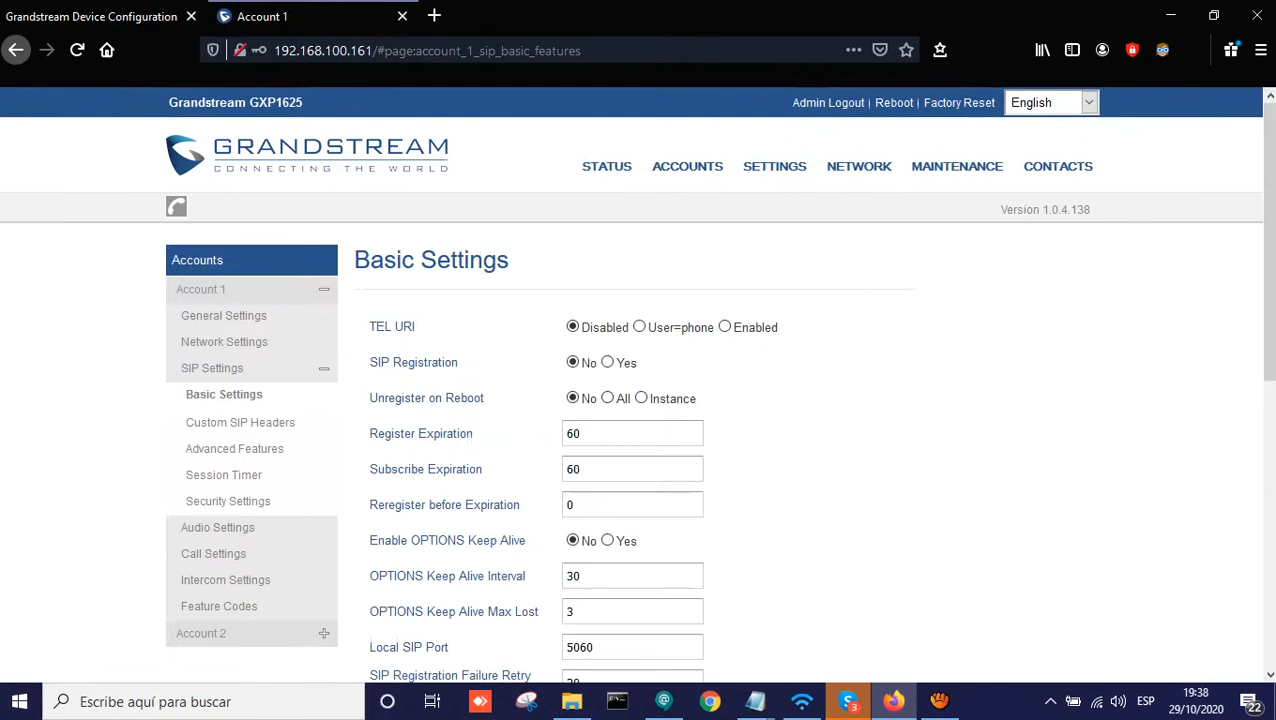 Grandstream Device Configuration
Account 1
192.168.100.161/#page:account_1_sip_basic_features
Grandstream GXP1625
Admin Logout | Reboot | Factory Reset
English
GRANDSTREAM
CONNECTING THE WORLD
STATUS ACCOUNTS SETTINGS NETWORK MAINTENANCE CONTACTS
Version 1.0.4.138
Accounts
Account 1
General Settings
Network Settings
SIP Settings
Basic Settings
Custom SIP Headers
Advanced Features
Session Timer
Security Settings
Audio Settings
Call Settings
Intercom Settings
Feature Codes
Account 2
Basic Settings
TEL URI Disabled User=phone Enabled
SIP Registration No Yes
Unregister on Reboot No All Instance
Register Expiration 60
Subscribe Expiration 60
Reregister before Expiration 0
Enable OPTIONS Keep Alive No Yes
OPTIONS Keep Alive Interval 30
OPTIONS Keep Alive Max Lost 3
Local SIP Port 5060
SIP Registration Failure Retry
Escribe aquí para buscar
3
ESP
19:38
29/10/2020
22